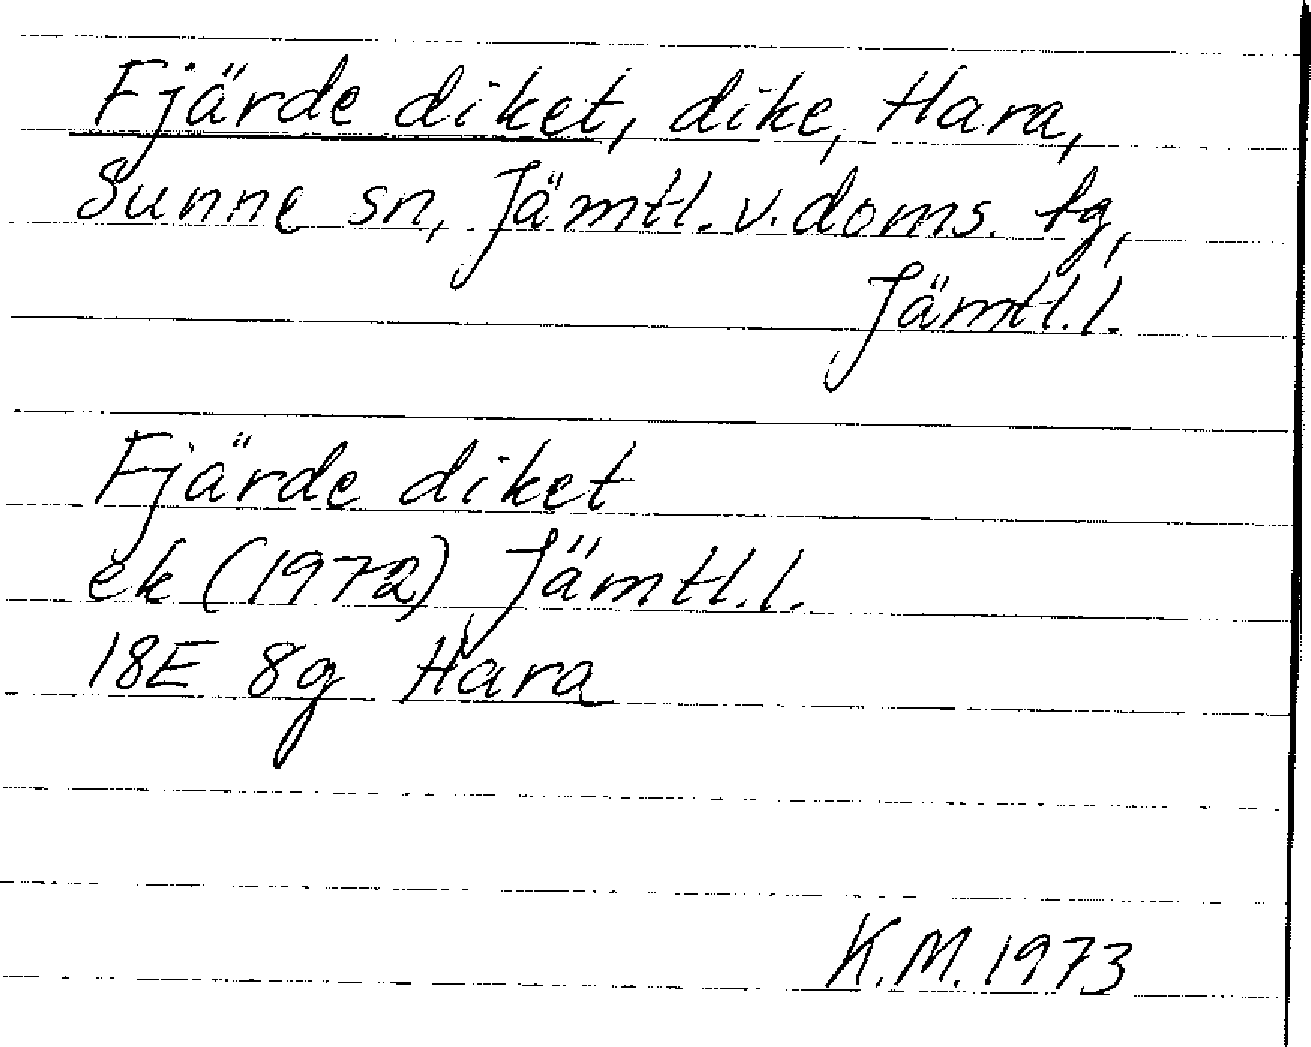 Fjärde diket, dike, Hara,
Sunne sn, Jämtl. v. doms. tg,
Jämtl. l.
Fjärde diket
ek (1972) Jämtl. l.
18E 8g Hara
K.M. 1973